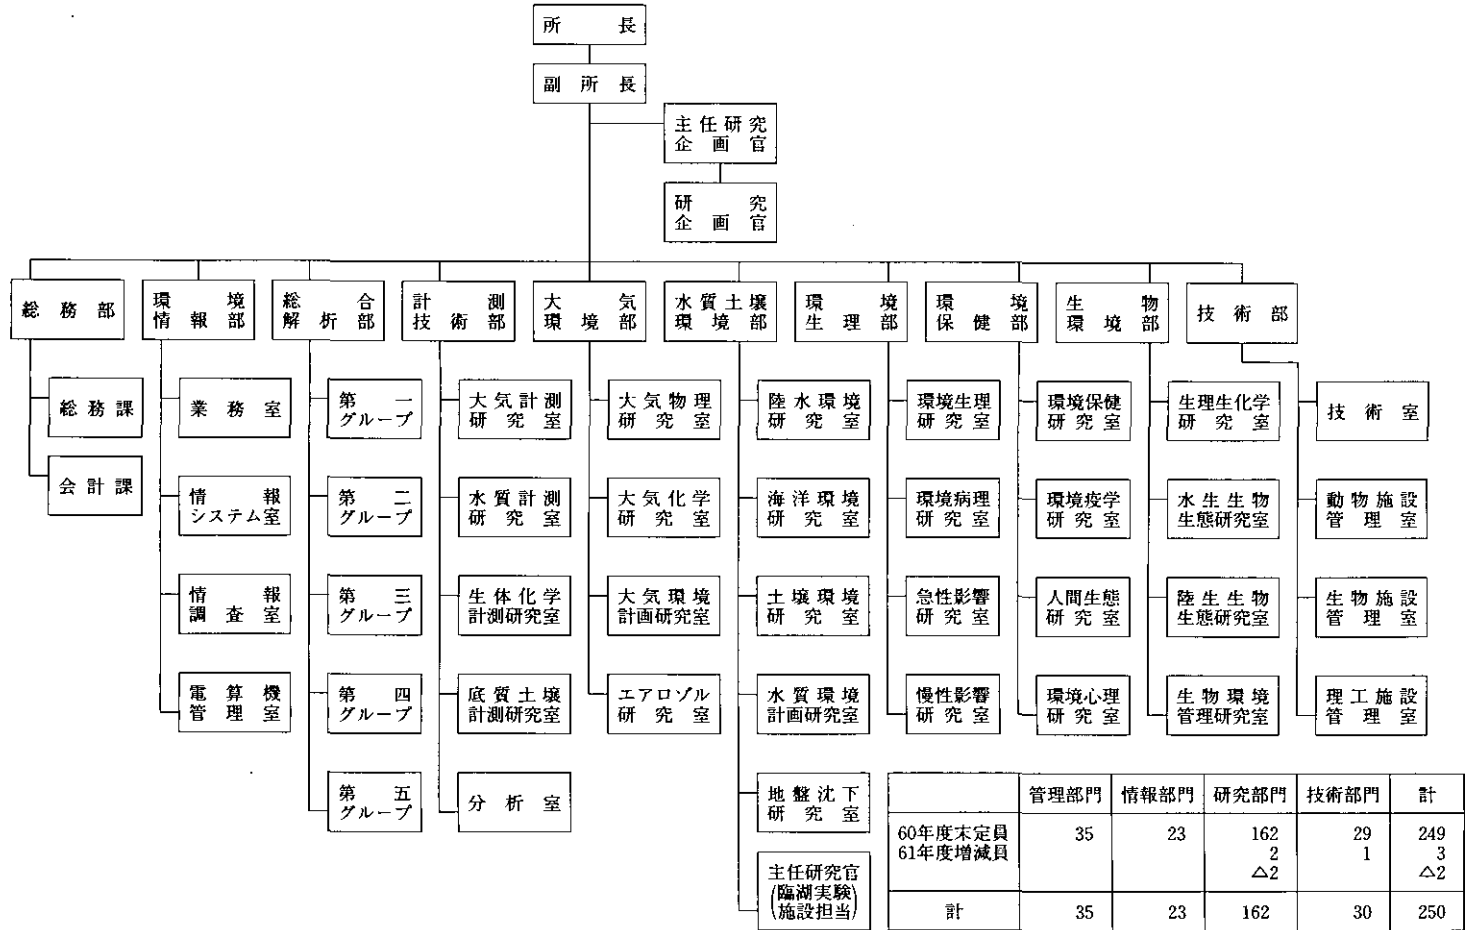 所長
副所長
主任研究
企画官
研究
企画官
総務部
環境
情報部
総合
解析部
計測
技術部
大気
環境部
水質土壌
環境部
環境
生理部
環境
保健部
生物
環境部
技術部
総務課
業務室
第一
グループ
大気計測
研究室
大気物理
研究室
陸水環境
研究室
環境生理
研究室
環境保健
研究室
生理生化学
研究室
技術室
会計課
情報
システム室
第二
グループ
水質計測
研究室
大気化学
研究室
海洋環境
研究室
環境病理
研究室
環境疫学
研究室
水生生物
生態研究室
動物施設
管理室
情報
調査室
第三
グループ
生体化学
計測研究室
大気環境
計画研究室
土壌環境
研究室
急性影響
研究室
人間生態
研究室
陸生生物
生態研究室
生物施設
管理室
電算機
管理室
第四
グループ
底質土壌
計測研究室
エアロゾル
研究室
水質環境
計画研究室
慢性影響
研究室
環境心理
研究室
生物環境
管理研究室
理工施設
管理室
第五
グループ
分析室
地盤沈下
研究室
主任研究官
(臨湖実験)
(施設担当)
管理部門 情報部門 研究部門 技術部門 計
60年度末定員 35 23 162 29 249
61年度増減員 2 1 3
△2 △2
計 35 23 162 30 250